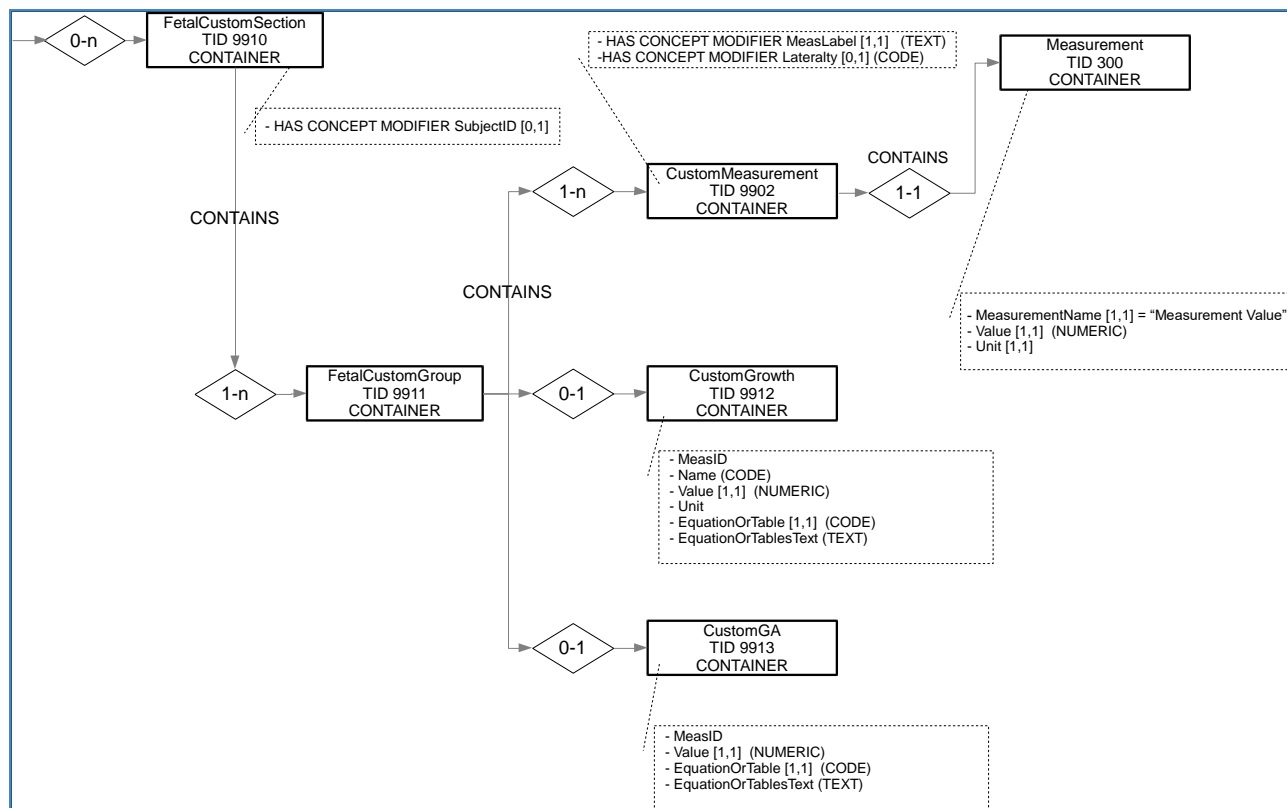 0-n
FetalCustomSection
TID 9910
CONTAINER
- HAS CONCEPT MODIFIER SubjectID [0,1]
- HAS CONCEPT MODIFIER MeasLabel [1,1]   (TEXT)
-HAS CONCEPT MODIFIER Lateralty [0,1] (CODE)
Measurement
TID 300
CONTAINER
CONTAINS
1-n
CustomMeasurement
TID 9902
CONTAINER
CONTAINS
1-1
- MeasurementName [1,1] = “Measurement Value”
- Value [1,1]  (NUMERIC)
- Unit [1,1]
CONTAINS
1-n
FetalCustomGroup
TID 9911
CONTAINER
0-1
CustomGrowth
TID 9912
CONTAINER
- MeasID
- Name (CODE)
- Value [1,1]  (NUMERIC)
- Unit
- EquationOrTable [1,1]  (CODE)
- EquationOrTablesText (TEXT)
0-1
CustomGA
TID 9913
CONTAINER
- MeasID
- Value [1,1]  (NUMERIC)
- EquationOrTable [1,1]  (CODE)
- EquationOrTablesText (TEXT)